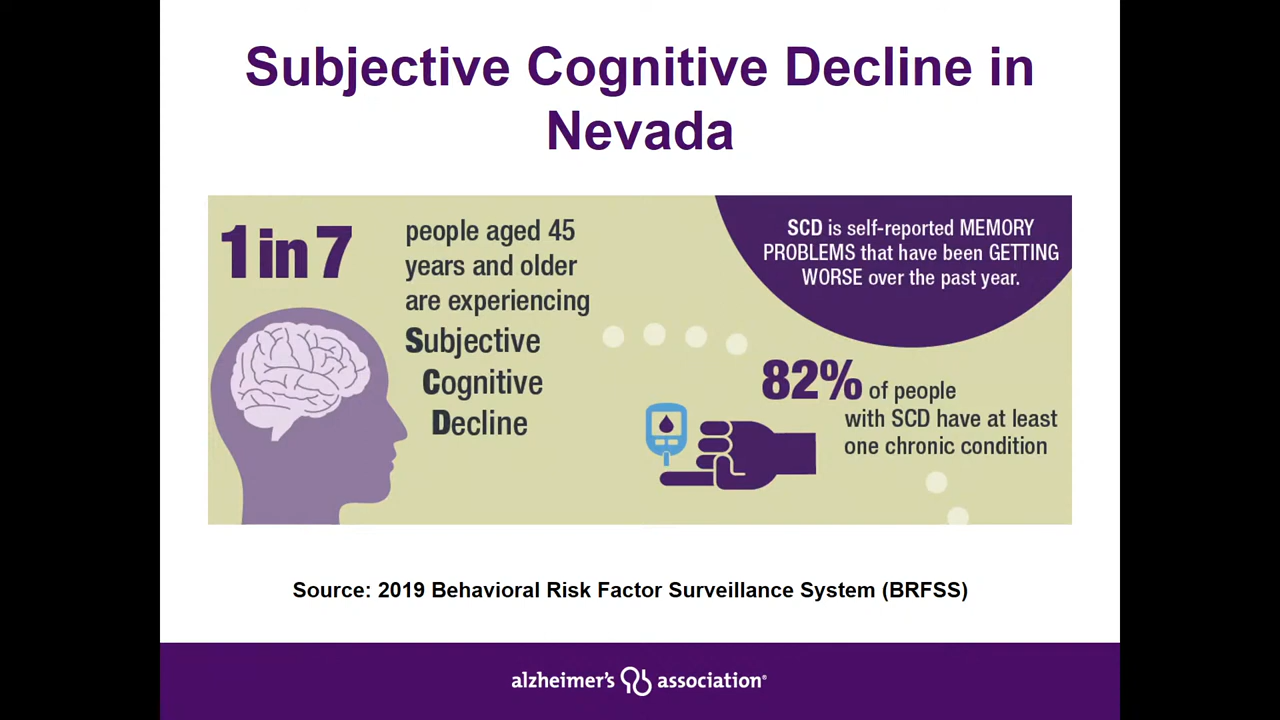 Subjective Cognitive Decline in
Nevada
1 in 7
people aged 45
years and older
are experiencing
Subjective
Cognitive
Decline
SCD is self-reported MEMORY
PROBLEMS that have been GETTING
WORSE over the past year.
82% of people
with SCD have at least
one chronic condition
Source: 2019 Behavioral Risk Factor Surveillance System (BRFSS)
alzheimer's association®